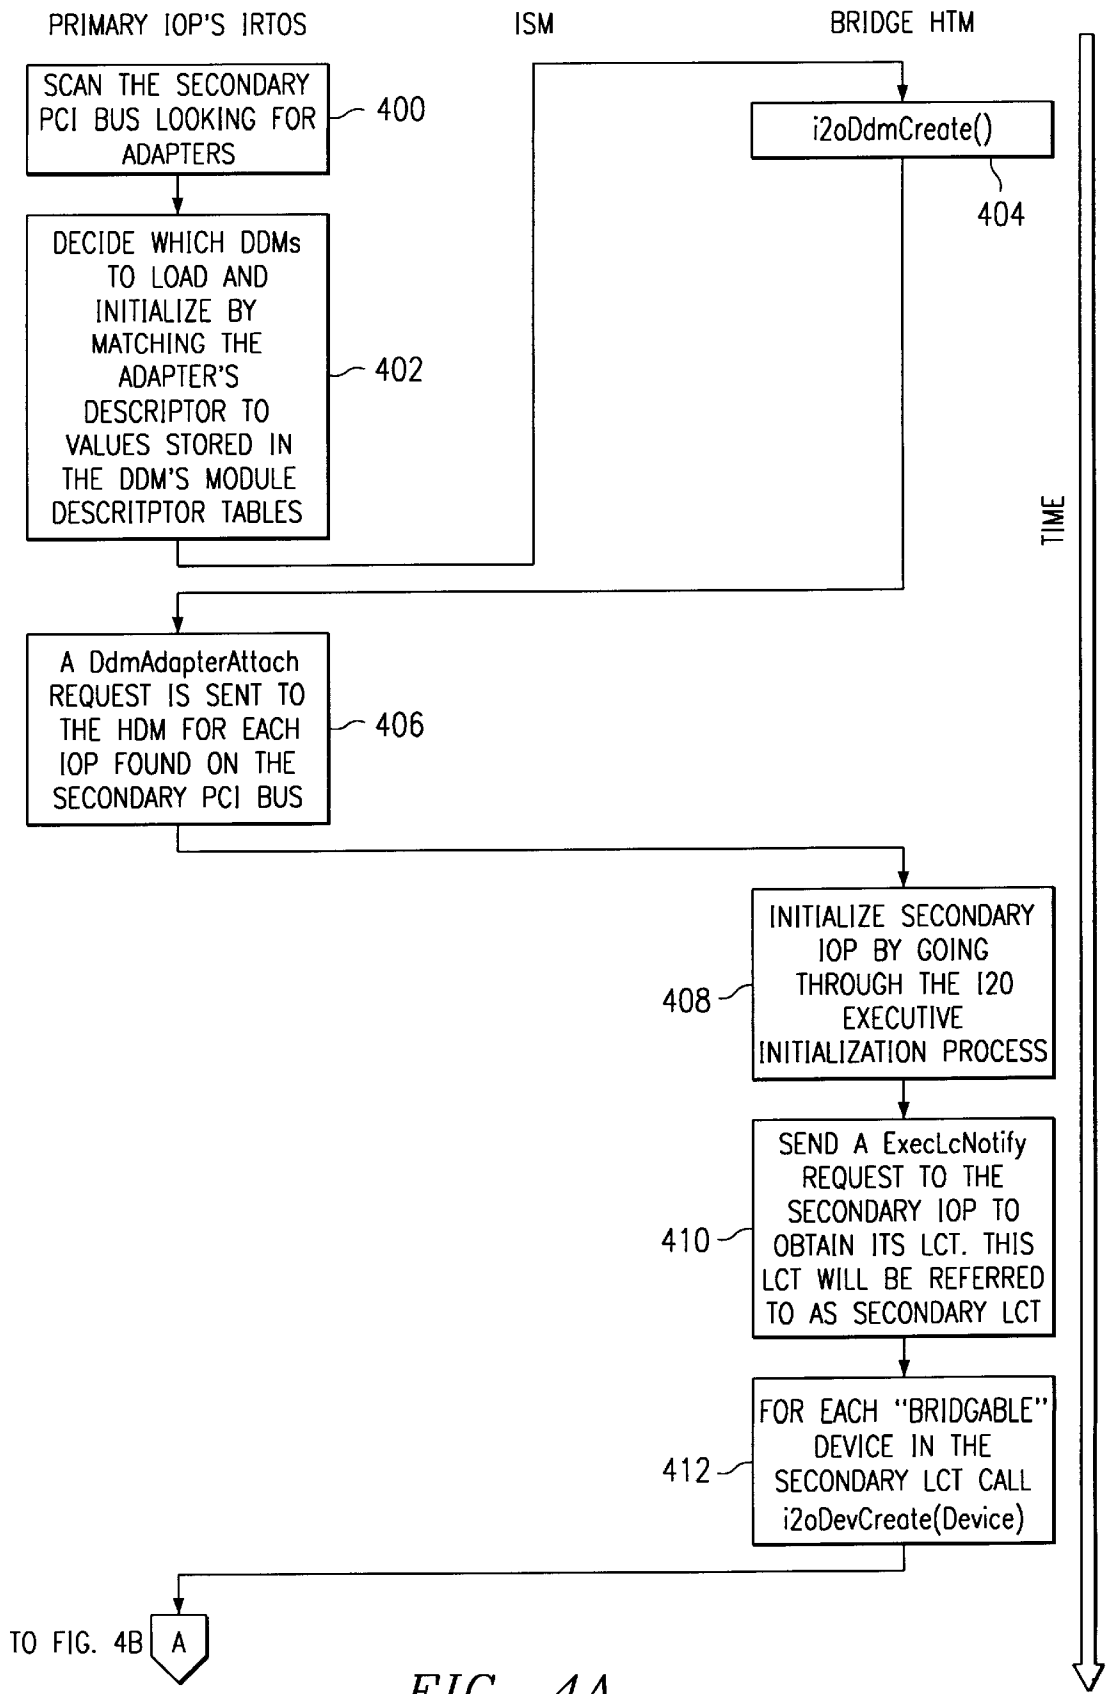 PRIMARY IOP'S IRTOS
ISM
BRIDGE HTM
SCAN THE SECONDARY
PCI BUS LOOKING FOR
ADAPTERS
400
i2oDdmCreate()
404
DECIDE WHICH DDMs
TO LOAD AND
INITIALIZE BY
MATCHING THE
ADAPTER'S
DESCRIPTOR TO
VALUES STORED IN
THE DDM'S MODULE
DESCRITPTOR TABLES
402
TIME
A DdmAdapterAttach
REQUEST IS SENT TO
THE HDM FOR EACH
IOP FOUND ON THE
SECONDARY PCI BUS
406
INITIALIZE SECONDARY
IOP BY GOING
THROUGH THE I20
EXECUTIVE
INITIALIZATION PROCESS
408
SEND A ExecLcNotify
REQUEST TO THE
SECONDARY IOP TO
OBTAIN ITS LCT. THIS
LCT WILL BE REFERRED
TO AS SECONDARY LCT
410
FOR EACH "BRIDGABLE"
DEVICE IN THE
SECONDARY LCT CALL
i2oDevCreate(Device)
412
TO FIG. 4B
A
FIG. 4A